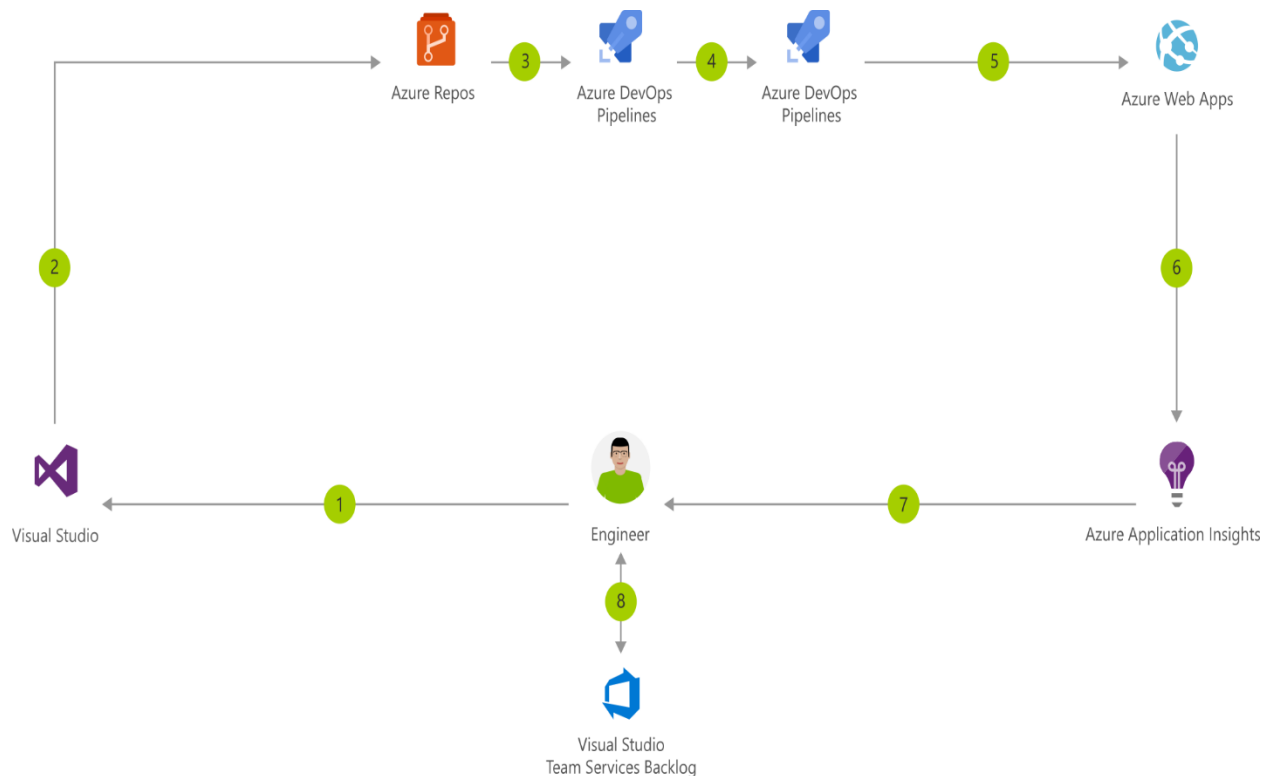 Azure Repos
3
Azure DevOps
Pipelines
4
Azure DevOps
Pipelines
5
Azure Web Apps
2
6
Visual Studio
1
Engineer
7
Azure Application Insights
8
Visual Studio
Team Services Backlog